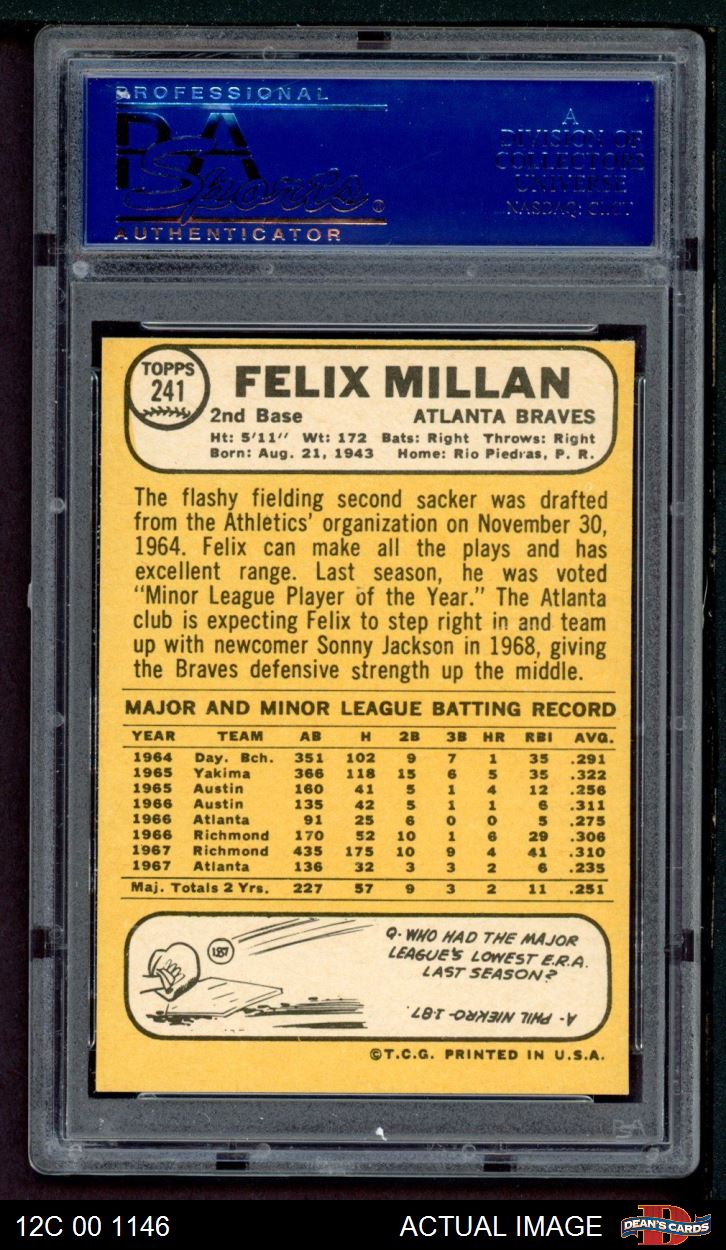 PROFESSIONAL
PSA
Sports®
AUTHENTICATOR
A
DIVISION OF
COLLECTORS
UNIVERSE
NASDAQ: CLCT
TOPPS
241
FELIX MILLAN
2nd Base ATLANTA BRAVES
Ht: 5'11'' Wt: 172 Bats: Right Throws: Right
Born: Aug. 21, 1943 Home: Rio Piedras, P. R.
The flashy fielding second sacker was drafted
from the Athletics' organization on November 30,
1964. Felix can make all the plays and has
excellent range. Last season, he was voted
"Minor League Player of the Year." The Atlanta
club is expecting Felix to step right in and team
up with newcomer Sonny Jackson in 1968, giving
the Braves defensive strength up the middle.
MAJOR AND MINOR LEAGUE BATTING RECORD
YEAR TEAM AB H 2B 3B HR RBI AVG.
1964 Day. Bch. 351 102 9 7 1 35 .291
1965 Yakima 366 118 15 6 5 35 .322
1965 Austin 160 41 5 1 4 12 .256
1966 Austin 135 42 5 1 1 6 .311
1966 Atlanta 91 25 6 0 0 5 .275
1966 Richmond 170 52 10 1 6 29 .306
1967 Richmond 435 175 10 9 4 41 .310
1967 Atlanta 136 32 3 3 2 6 .235
Maj. Totals 2 Yrs. 227 57 9 3 2 11 .251
1.87
Q- WHO HAD THE MAJOR
LEAGUE'S LOWEST E.R.A.
LAST SEASON?
A- PHIL NIEKRO-1.87.
©T.C.G. PRINTED IN U.S.A.
PSA
12C 00 1146 ACTUAL IMAGE
D
DEAN'S CARDS